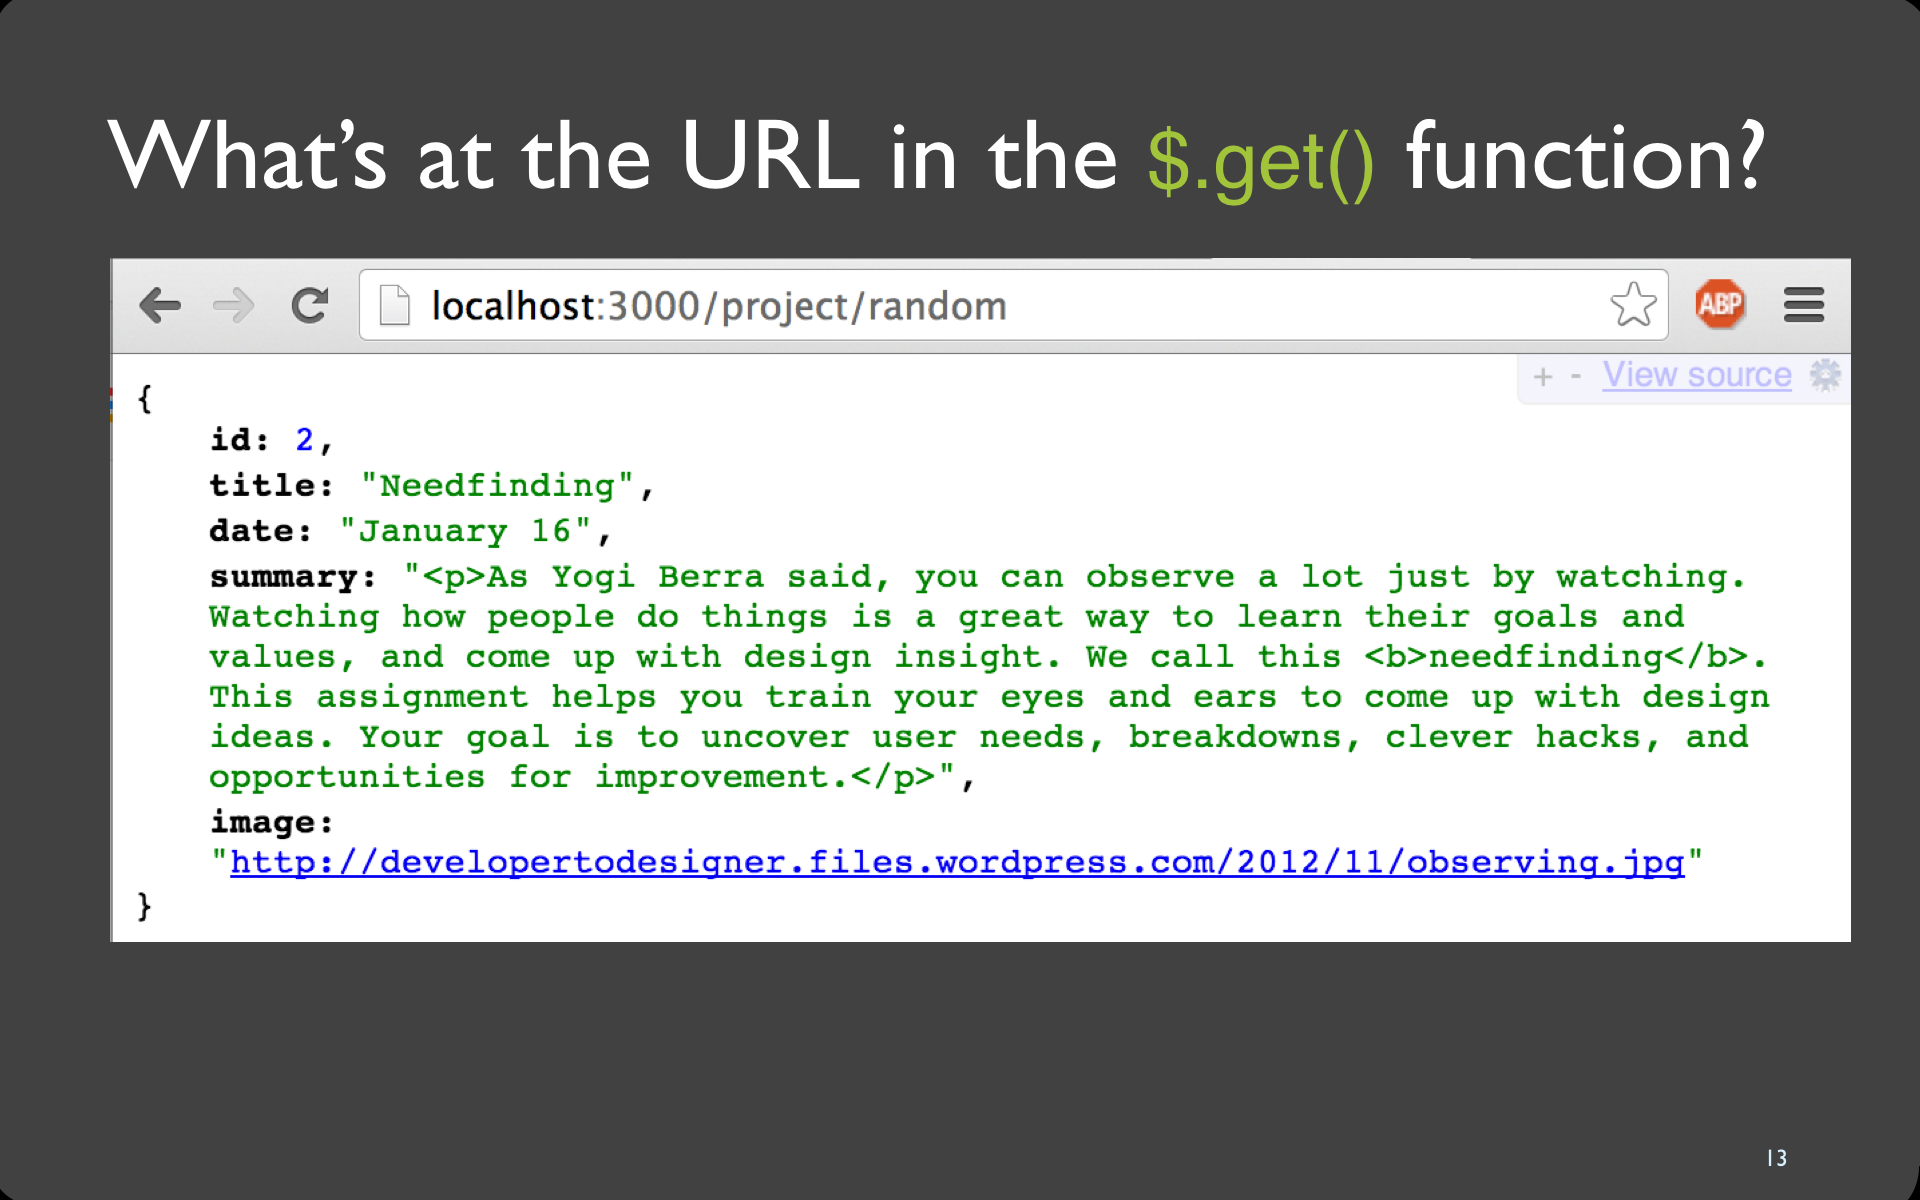 What’s at the URL in the $.get() function?
localhost:3000/project/random
ABP
+ - View source
{
id: 2,
title: "Needfinding",
date: "January 16",
summary: "<p>As Yogi Berra said, you can observe a lot just by watching.
Watching how people do things is a great way to learn their goals and
values, and come up with design insight. We call this <b>needfinding</b>.
This assignment helps you train your eyes and ears to come up with design
ideas. Your goal is to uncover user needs, breakdowns, clever hacks, and
opportunities for improvement.</p>",
image:
"http://developertodesigner.files.wordpress.com/2012/11/observing.jpg"
}
13